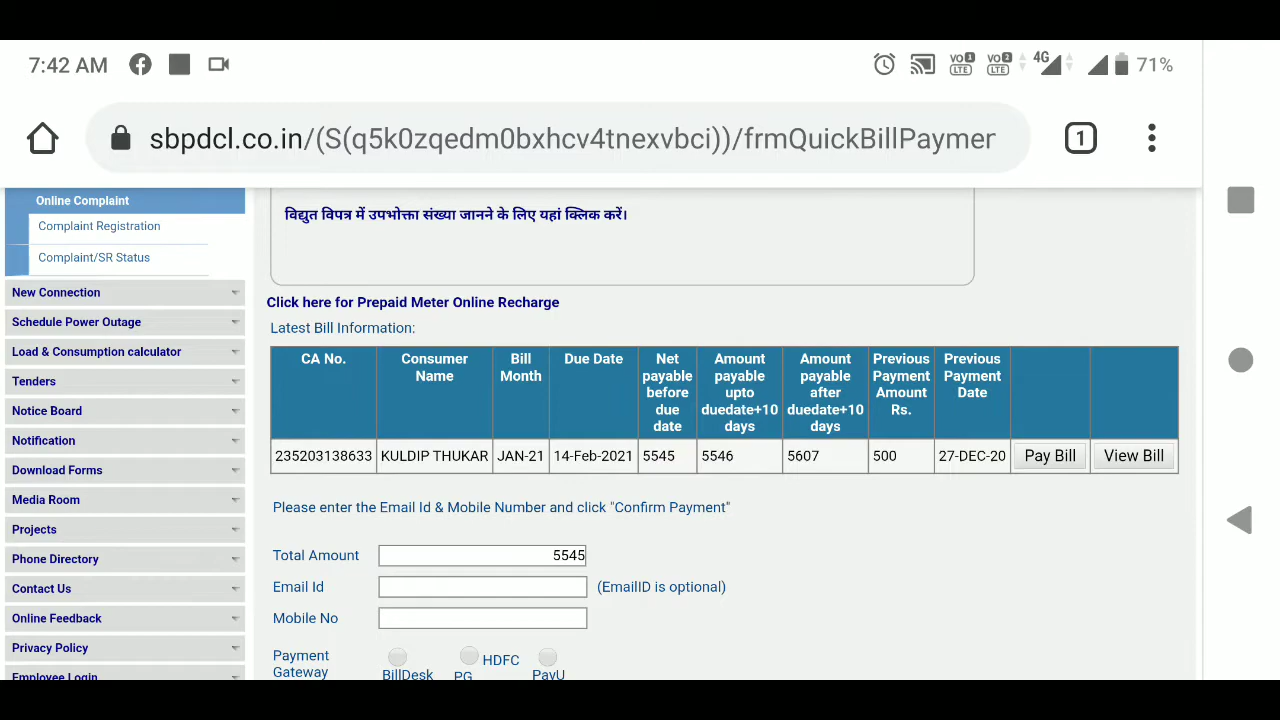 7:42 AM
VO 1 LTE VO 2 LTE 4G 71%
sbpdcl.co.in/(S(q5k0zqedm0bxhcv4tnexvbci))/frmQuickBillPaymer
1
Online Complaint
Complaint Registration
Complaint/SR Status
New Connection
Schedule Power Outage
Load & Consumption calculator
Tenders
Notice Board
Notification
Download Forms
Media Room
Projects
Phone Directory
Contact Us
Online Feedback
Privacy Policy
Employee Login
विद्युत विपत्र में उपभोक्ता संख्या जानने के लिए यहां क्लिक करें।
Click here for Prepaid Meter Online Recharge
Latest Bill Information:
CA No. Consumer Name Bill Month Due Date Net payable before due date Amount payable upto duedate+10 days Amount payable after duedate+10 days Previous Payment Amount Rs. Previous Payment Date
235203138633 KULDIP THUKAR JAN-21 14-Feb-2021 5545 5546 5607 500 27-DEC-20 Pay Bill View Bill
Please enter the Email Id & Mobile Number and click "Confirm Payment"
Total Amount 5545
Email Id (EmailID is optional)
Mobile No
Payment Gateway BillDesk HDFC PG PayU